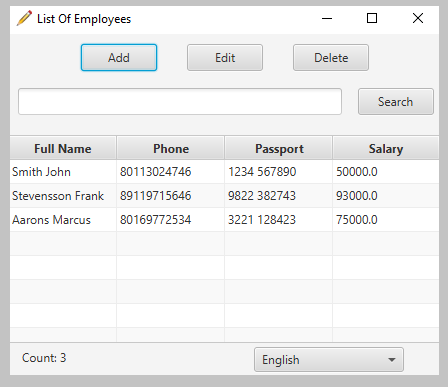 List Of Employees
Add Edit Delete
Search
Full Name Phone Passport Salary
Smith John 80113024746 1234 567890 50000.0
Stevensson Frank 89119715646 9822 382743 93000.0
Aarons Marcus 80169772534 3221 128423 75000.0
Count: 3 English